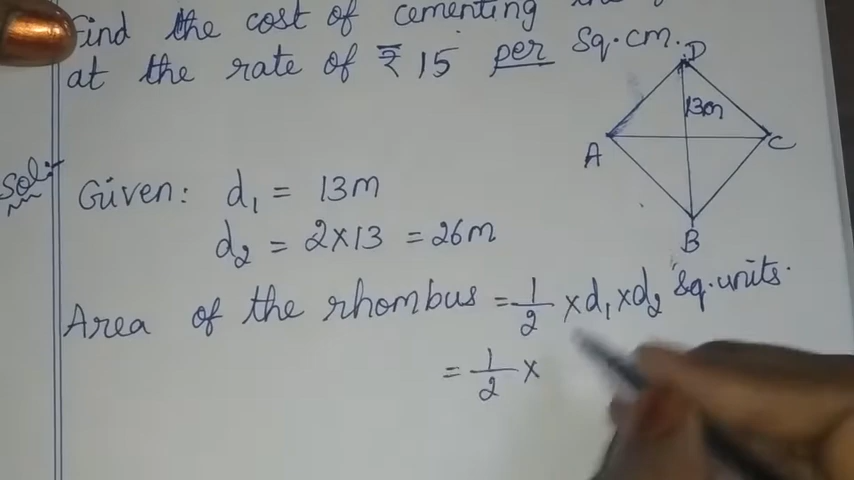 Find the cost of cementing the
at the rate of ₹ 15 per Sq.cm.
D
13m
A
C
B
Sol:-
Given: d₁ = 13m
d₂ = 2×13 = 26m
Area of the rhombus = 1/2 × d₁ × d₂ Sq.units.
= 1/2 ×